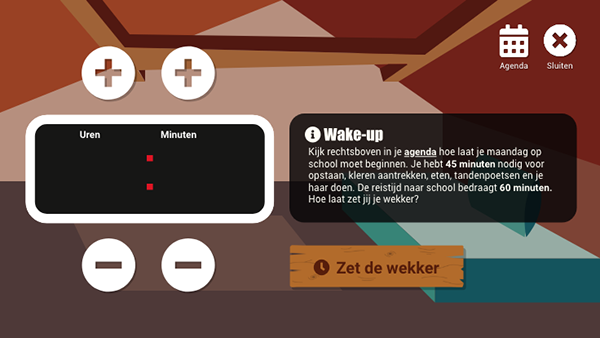 Agenda
Sluiten
Uren
Minuten
Wake-up
Kijk rechtsboven in je agenda hoe laat je maandag op
school moet beginnen. Je hebt 45 minuten nodig voor
opstaan, kleren aantrekken, eten, tandenpoetsen en je
haar doen. De reistijd naar school bedraagt 60 minuten.
Hoe laat zet jij je wekker?
Zet de wekker